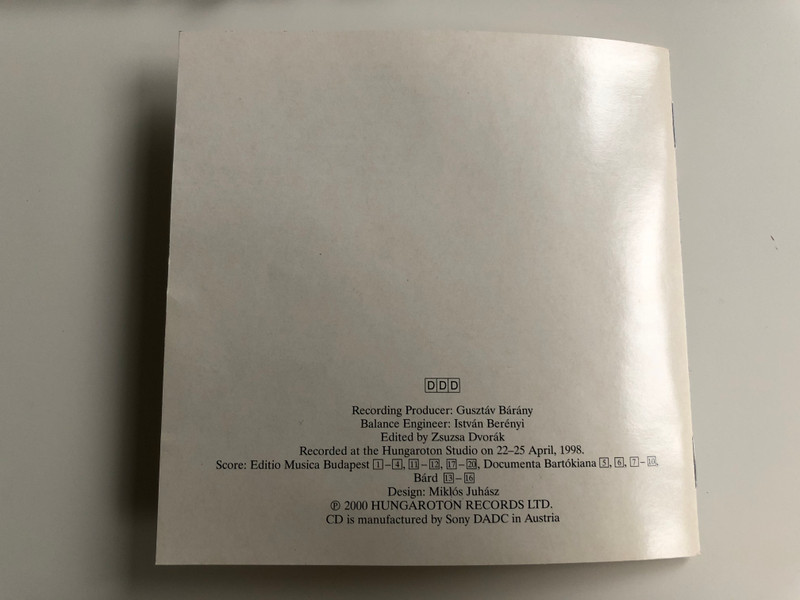 DDD
Recording Producer: Gusztáv Bárány
Balance Engineer: István Berényi
Edited by Zsuzsa Dvorák
Recorded at the Hungaroton Studio on 22–25 April, 1998.
Score: Editio Musica Budapest 1–4, 11–12, 17–20, Documenta Bartókiana 5, 6, 7–10,
Bárd 13–16
Design: Miklós Juhász
℗ 2000 HUNGAROTON RECORDS LTD.
CD is manufactured by Sony DADC in Austria